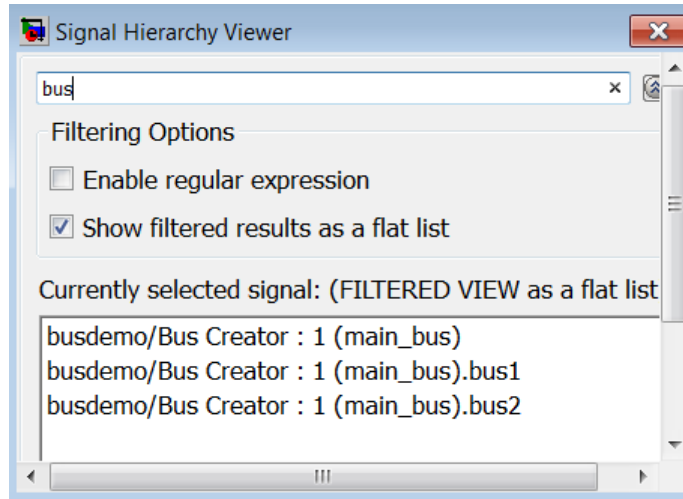 Signal Hierarchy Viewer
bus
Filtering Options
Enable regular expression
Show filtered results as a flat list
Currently selected signal: (FILTERED VIEW as a flat list
busdemo/Bus Creator : 1 (main_bus)
busdemo/Bus Creator : 1 (main_bus).bus1
busdemo/Bus Creator : 1 (main_bus).bus2